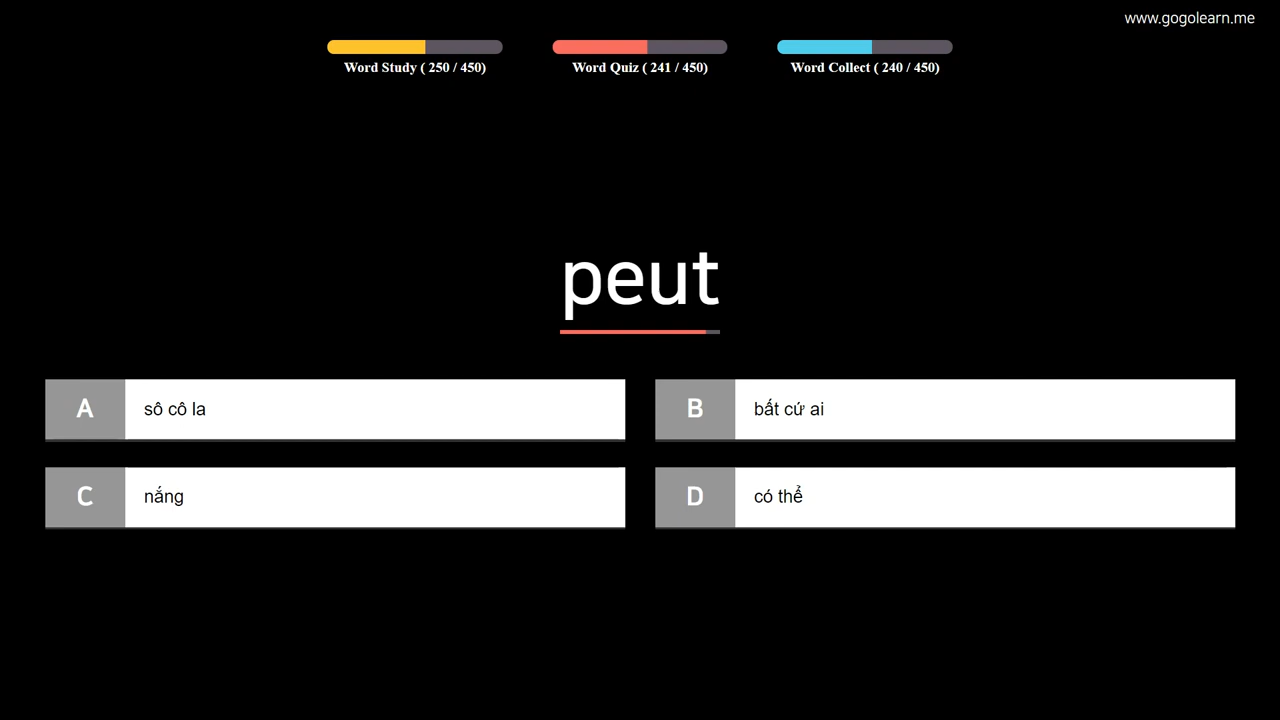 www.gogolearn.me
Word Study ( 250 / 450)
Word Quiz ( 241 / 450)
Word Collect ( 240 / 450)
peut
A sô cô la
B bất cứ ai
C nắng
D có thể